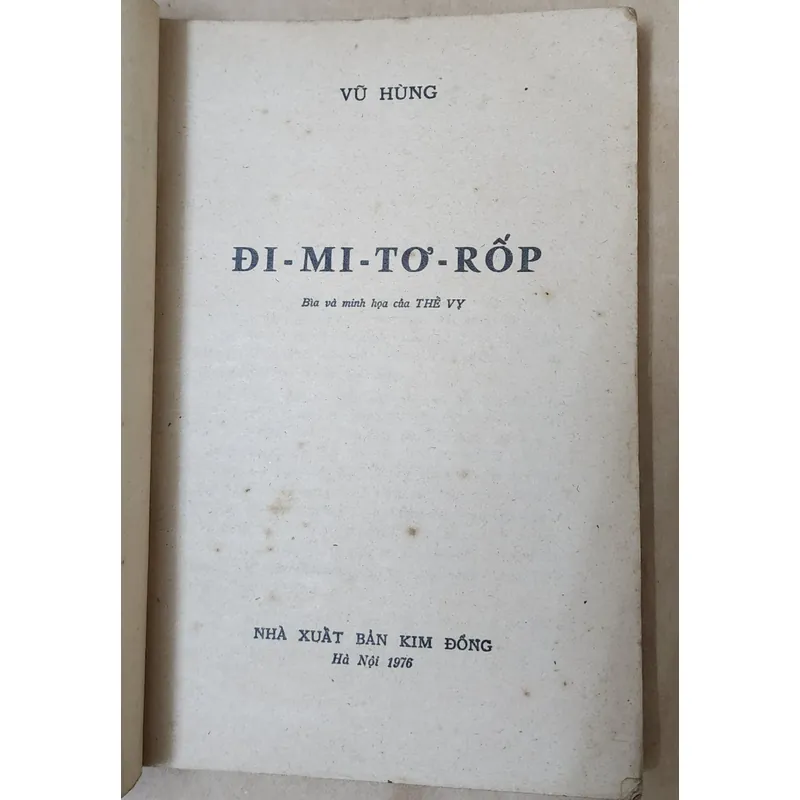 VŨ HÙNG
ĐI-MI-TƠ-RỐP
Bìa và minh họa của THẾ VỴ
NHÀ XUẤT BẢN KIM ĐỒNG
Hà Nội 1976